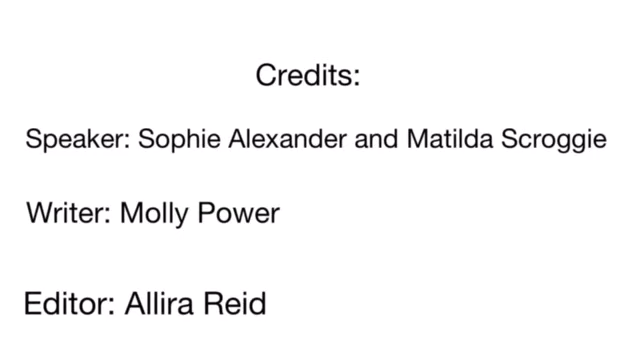 Credits:
Speaker: Sophie Alexander and Matilda Scroggie
Writer: Molly Power
Editor: Allira Reid